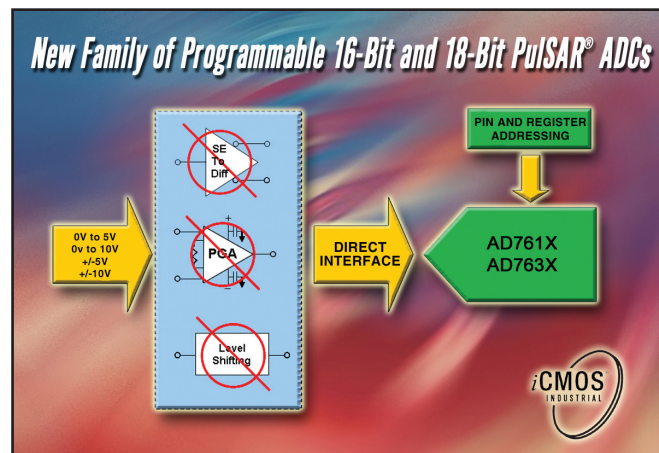 New Family of Programmable 16-Bit and 18-Bit PulSAR® ADCs
SE
To
Diff
+
PGA
−
Level
Shifting
0V to 5V
0v to 10V
+/-5V
+/-10V
DIRECT
INTERFACE
PIN AND REGISTER
ADDRESSING
AD761X
AD763X
iCMOS™
INDUSTRIAL